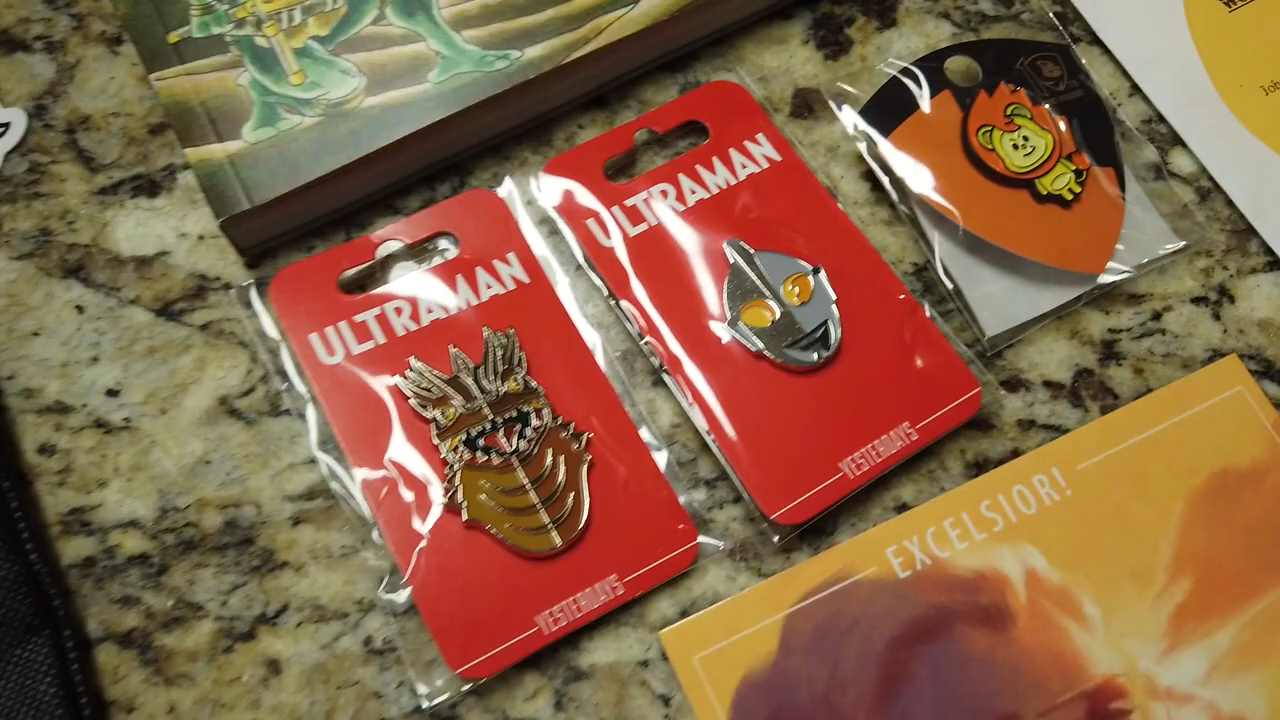 ULTRAMAN
YESTERDAYS
ULTRAMAN
YESTERDAYS
EXCELSIOR!